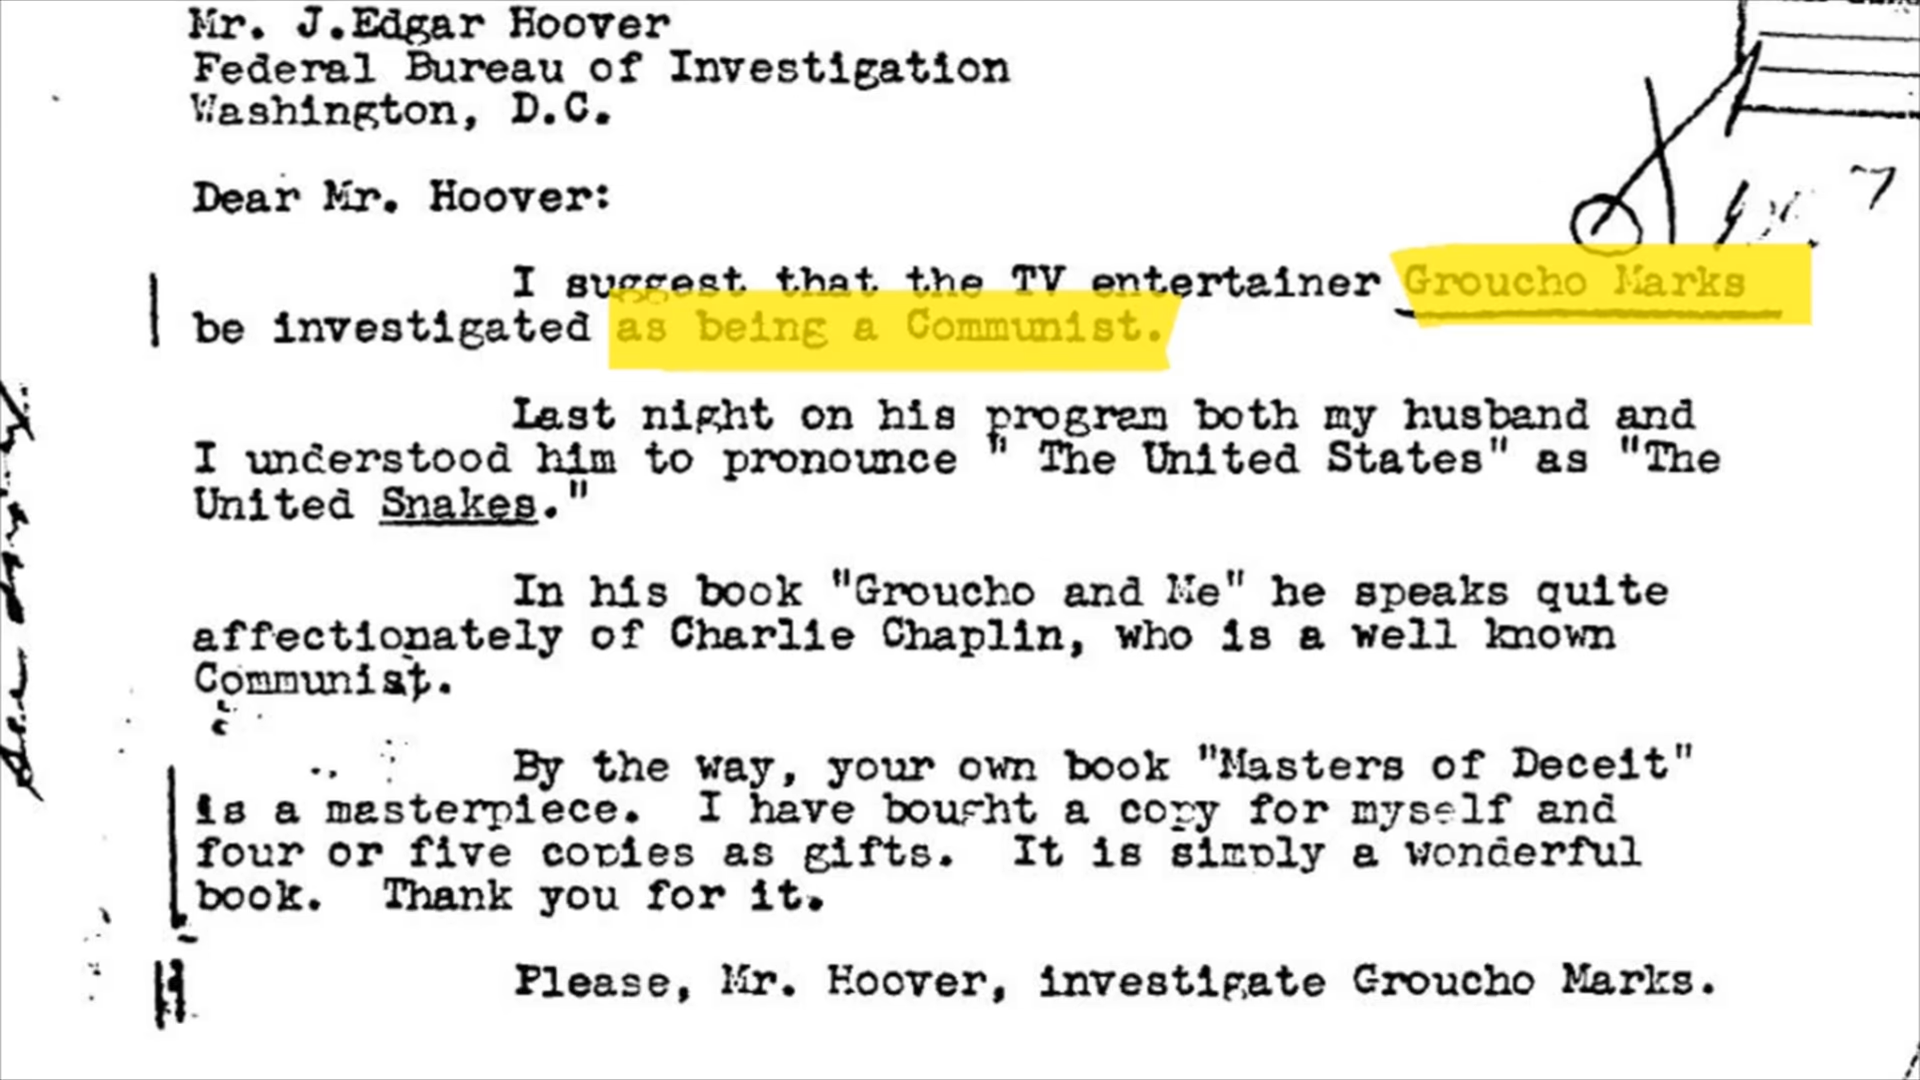 Mr. J.Edgar Hoover
Federal Bureau of Investigation
Washington, D.C.
Dear Mr. Hoover:
I suggest that the TV entertainer Groucho Marks
be investigated as being a Communist.
Last night on his program both my husband and
I understood him to pronounce " The United States" as "The
United Snakes."
In his book "Groucho and Me" he speaks quite
affectionately of Charlie Chaplin, who is a well known
Communist.
By the way, your own book "Masters of Deceit"
is a masterpiece. I have bought a copy for myself and
four or five copies as gifts. It is simply a wonderful
book. Thank you for it.
Please, Mr. Hoover, investigate Groucho Marks.